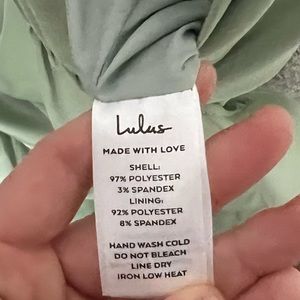 Lulus
MADE WITH LOVE
SHELL:
97% POLYESTER
3% SPANDEX
LINING:
92% POLYESTER
8% SPANDEX
HAND WASH COLD
DO NOT BLEACH
LINE DRY
IRON LOW HEAT